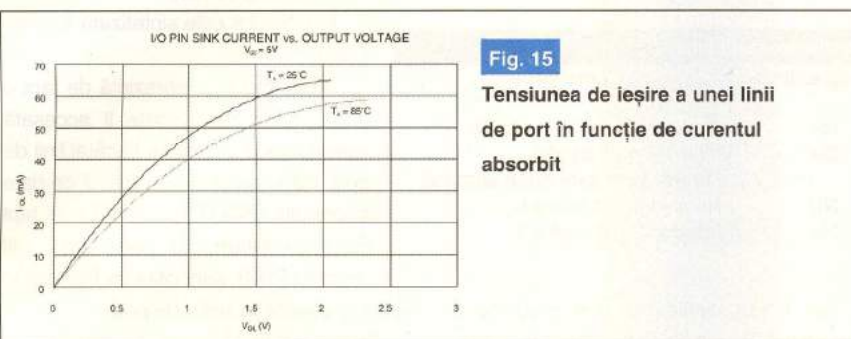 I/O PIN SINK CURRENT vs. OUTPUT VOLTAGE
Vcc = 5V
70
60
50
40
30
20
10
0
I OL (mA)
TA = 25°C
TA = 85°C
0 0.5 1 1.5 2 2.5 3
VOL (V)
Fig. 15
Tensiunea de ieșire a unei linii
de port în funcție de curentul
absorbit